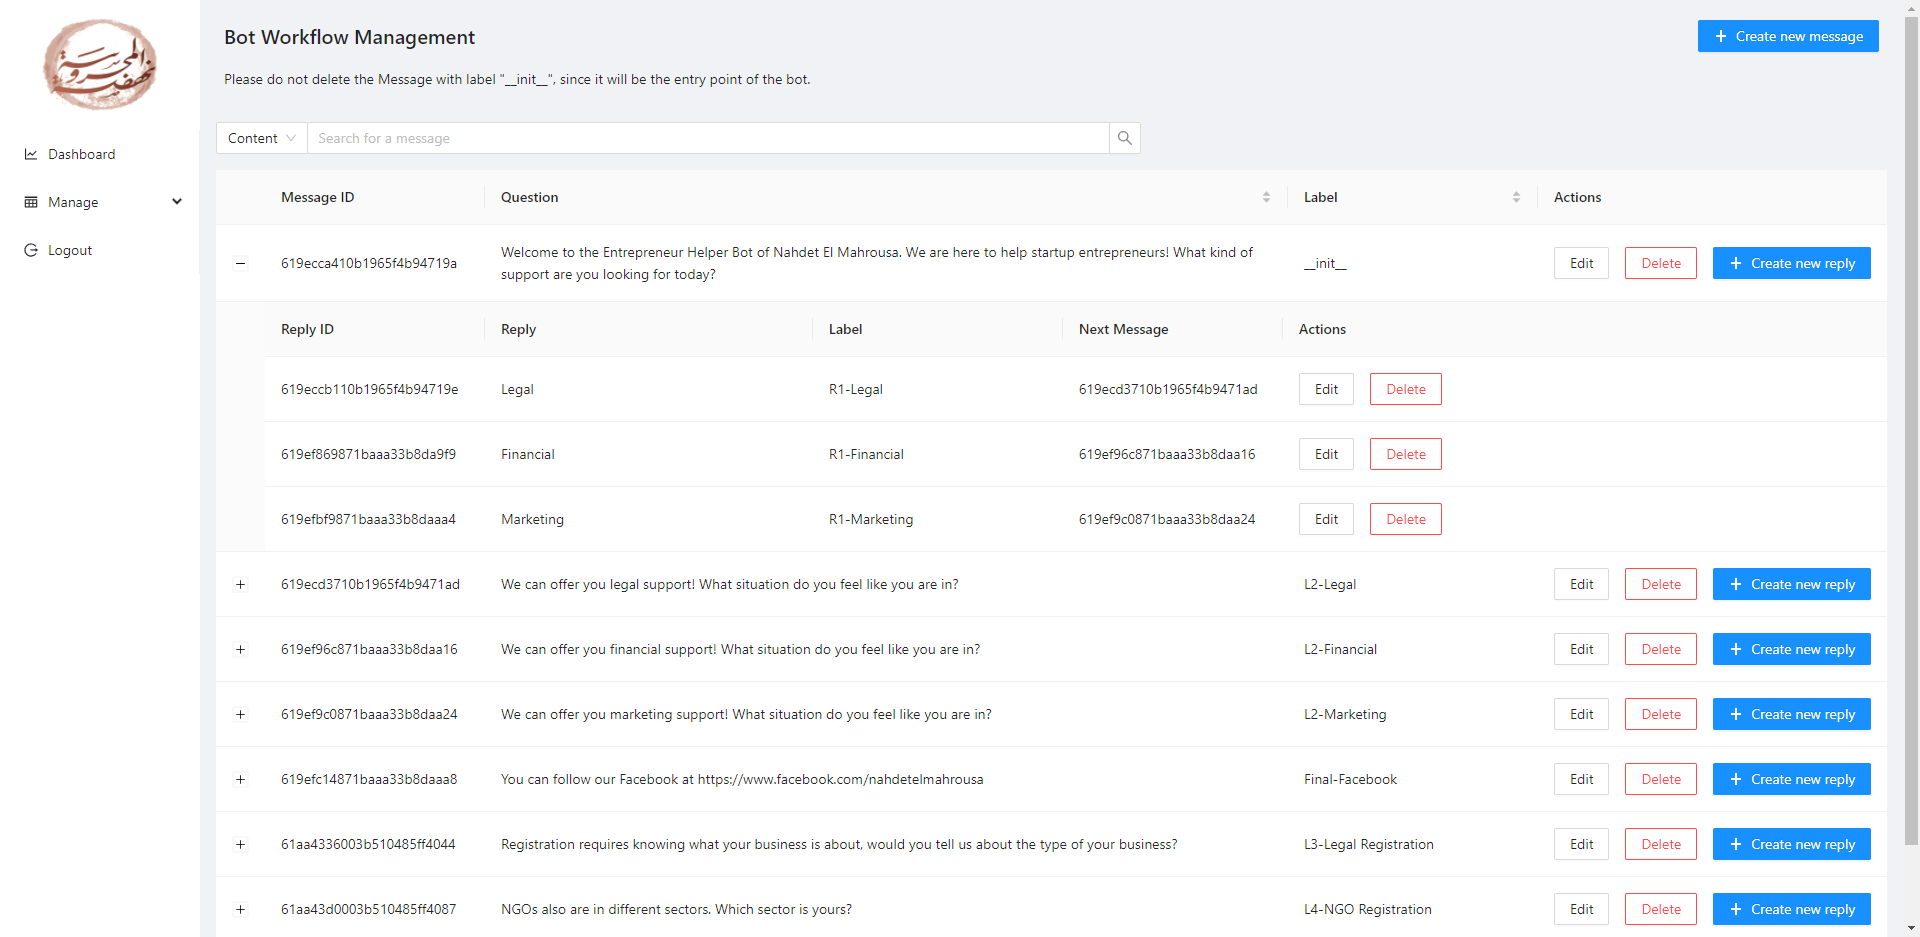 نهضة المحروسة
Bot Workflow Management
+ Create new message
Please do not delete the Message with label "__init__", since it will be the entry point of the bot.
Dashboard
Manage
Logout
Content
Search for a message
Message ID Question Label Actions
619ecca410b1965f4b94719a Welcome to the Entrepreneur Helper Bot of Nahdet El Mahrousa. We are here to help startup entrepreneurs! What kind of
support are you looking for today? __init__ Edit Delete + Create new reply
Reply ID Reply Label Next Message Actions
619eccb110b1965f4b94719e Legal R1-Legal 619ecd3710b1965f4b9471ad Edit Delete
619ef869871baaa33b8da9f9 Financial R1-Financial 619ef96c871baaa33b8daa16 Edit Delete
619efbf9871baaa33b8daaa4 Marketing R1-Marketing 619ef9c0871baaa33b8daa24 Edit Delete
+ 619ecd3710b1965f4b9471ad We can offer you legal support! What situation do you feel like you are in? L2-Legal Edit Delete + Create new reply
+ 619ef96c871baaa33b8daa16 We can offer you financial support! What situation do you feel like you are in? L2-Financial Edit Delete + Create new reply
+ 619ef9c0871baaa33b8daa24 We can offer you marketing support! What situation do you feel like you are in? L2-Marketing Edit Delete + Create new reply
+ 619efc14871baaa33b8daaa8 You can follow our Facebook at https://www.facebook.com/nahdetelmahrousa Final-Facebook Edit Delete + Create new reply
+ 61aa4336003b510485ff4044 Registration requires knowing what your business is about, would you tell us about the type of your business? L3-Legal Registration Edit Delete + Create new reply
+ 61aa43d0003b510485ff4087 NGOs also are in different sectors. Which sector is yours? L4-NGO Registration Edit Delete + Create new reply